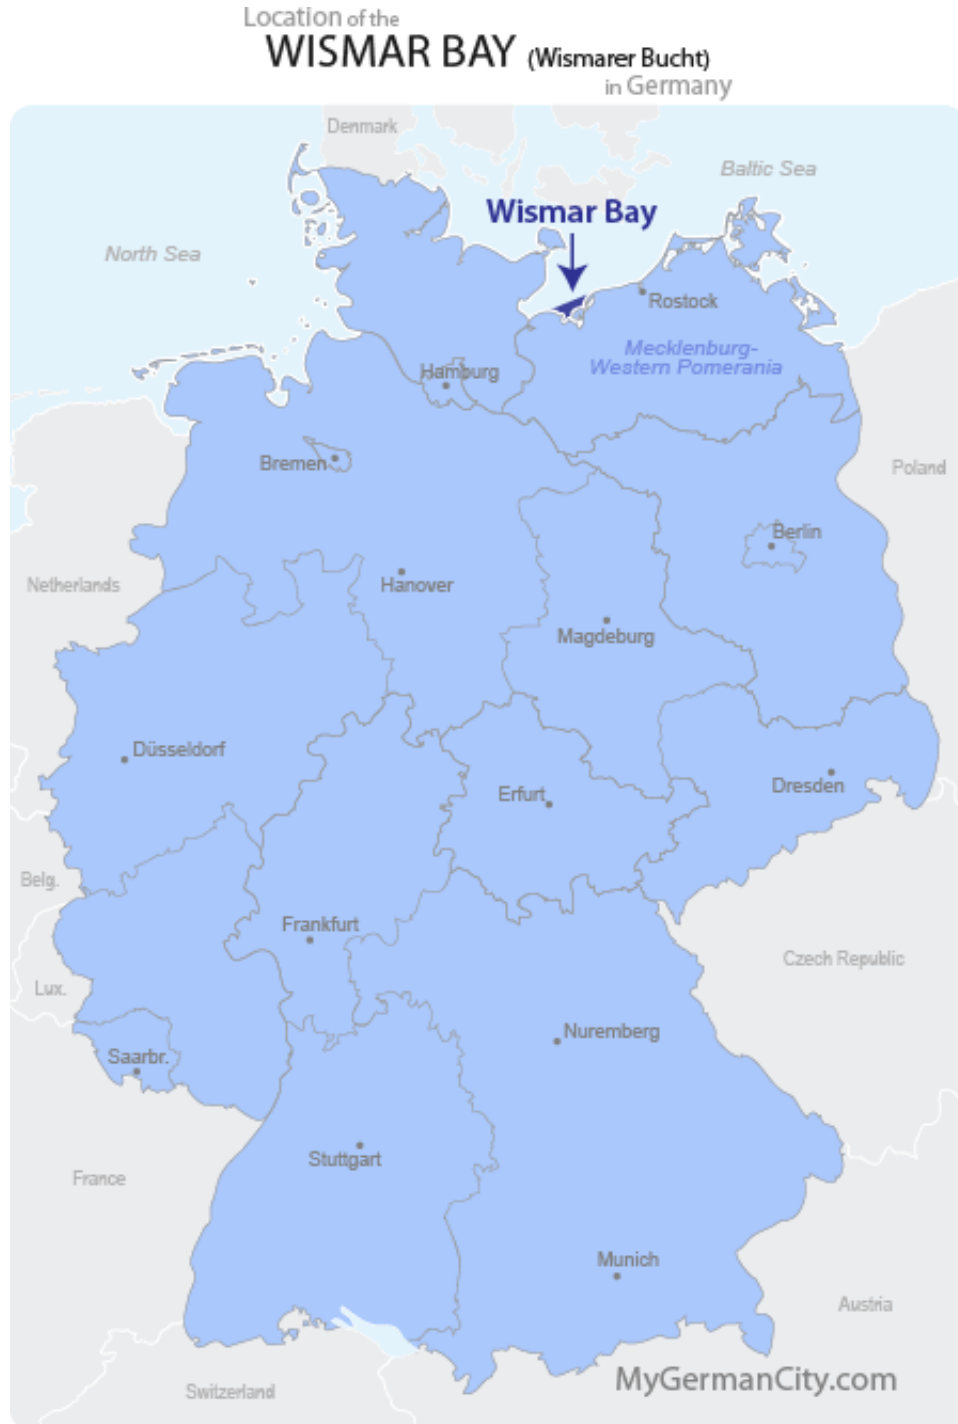 Location of the
WISMAR BAY (Wismarer Bucht)
in Germany
Denmark
Baltic Sea
Wismar Bay
North Sea
Rostock
Mecklenburg-
Western Pomerania
Hamburg
Bremen
Poland
Berlin
Netherlands
Hanover
Magdeburg
Düsseldorf
Dresden
Erfurt
Belg.
Frankfurt
Czech Republic
Lux.
Nuremberg
Saarbr.
Stuttgart
France
Munich
Austria
MyGermanCity.com
Switzerland